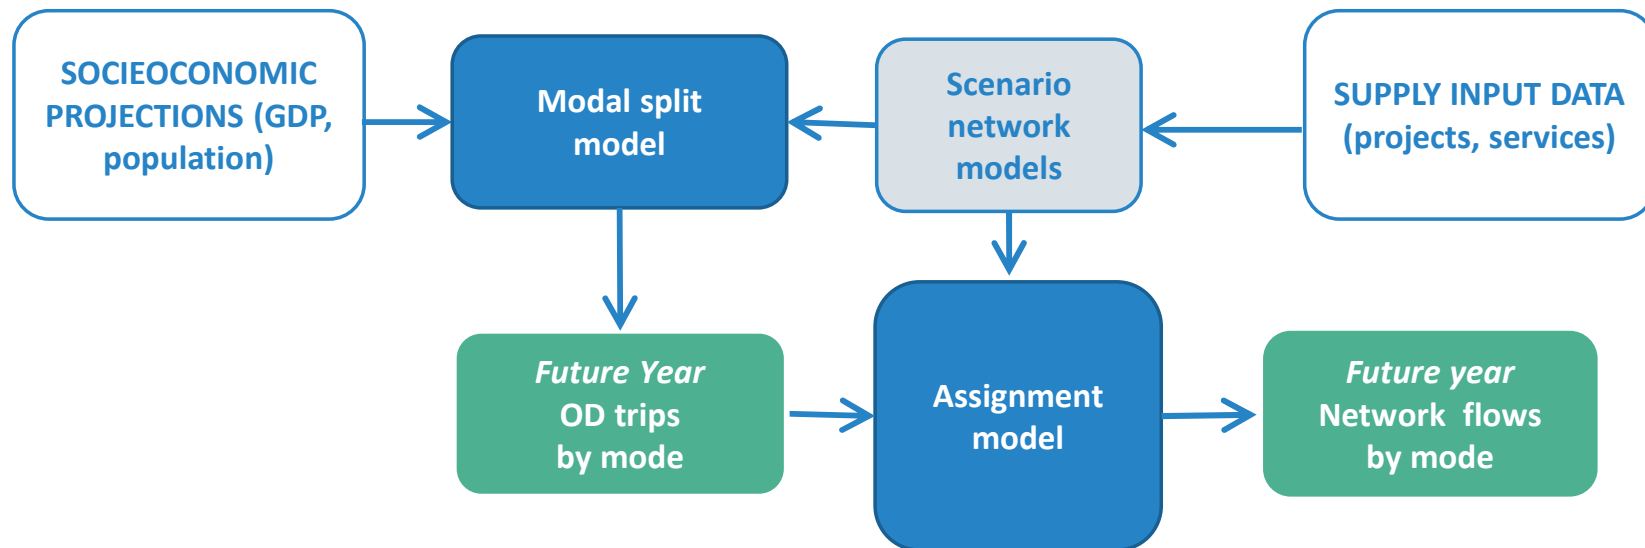 SOCIEOCONOMIC
PROJECTIONS (GDP,
population)
Modal split
model
Scenario
network
models
SUPPLY INPUT DATA
(projects, services)
Future Year
OD trips
by mode
Assignment
model
Future year
Network flows
by mode